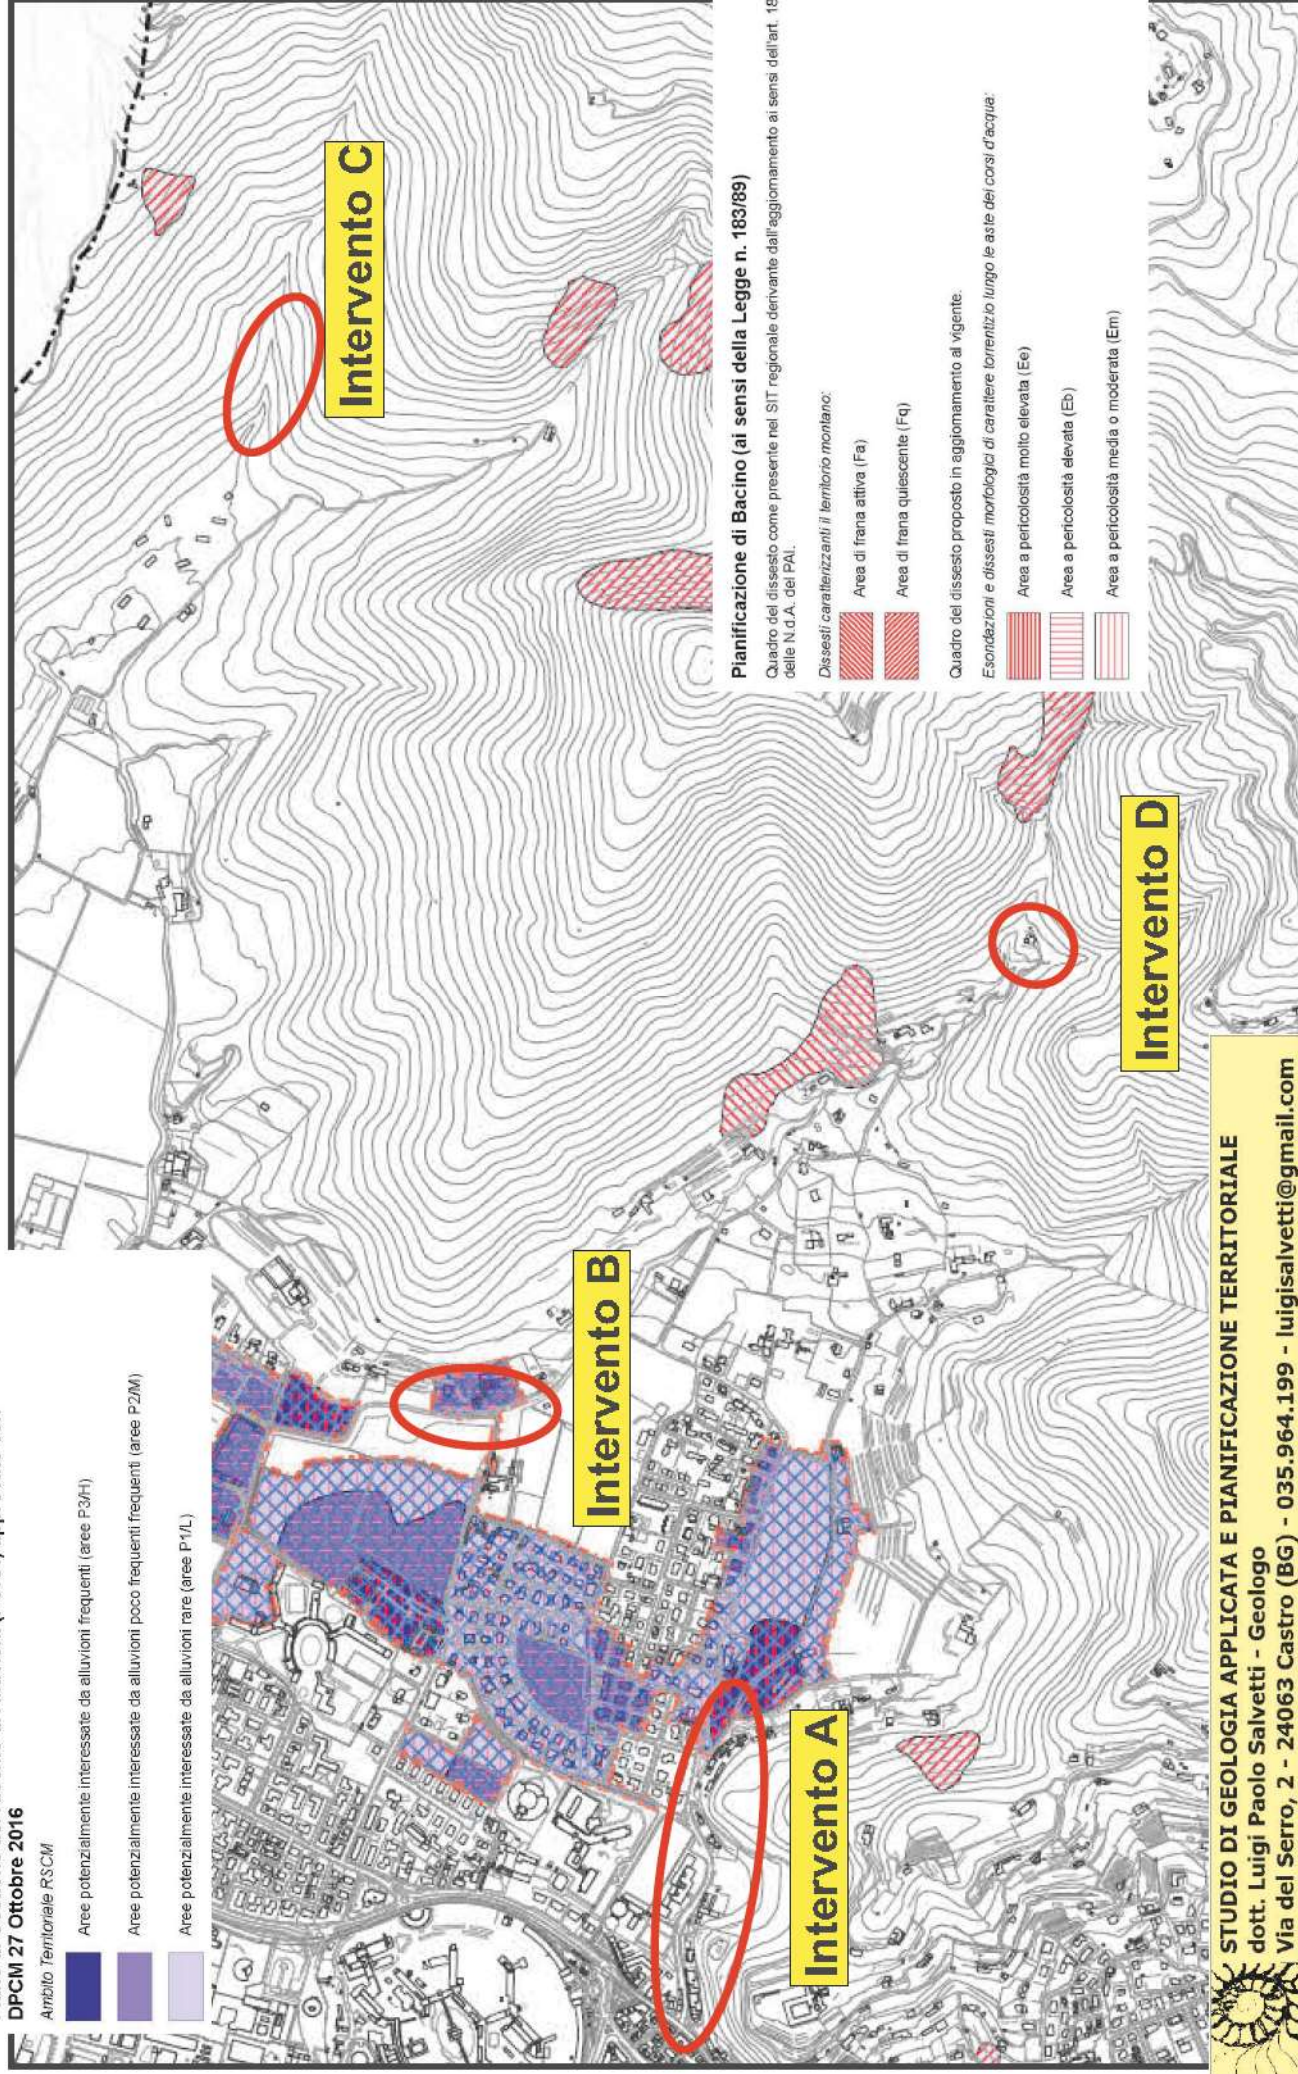 DPCM 27 Ottobre 2016
Ambito Territoriale RSCM
Aree potenzialmente interessate da alluvioni frequenti (aree P3/H)
Aree potenzialmente interessate da alluvioni poco frequenti (aree P2/M)
Aree potenzialmente interessate da alluvioni rare (aree P1/L)
Intervento A
Intervento B
Intervento C
Intervento D
Pianificazione di Bacino (ai sensi della Legge n. 183/89)
Quadro del dissesto come presente nel SIT regionale derivante dall'aggiornamento ai sensi dell'art. 18
delle N.d.A. del PAI.
Dissesti caratterizzanti il territorio montano:
Area di frana attiva (Fa)
Area di frana quiescente (Fq)
Quadro del dissesto proposto in aggiornamento al vigente.
Esondazioni e dissesti morfologici di carattere torrentizio lungo le aste dei corsi d'acqua:
Area a pericolosità molto elevata (Ee)
Area a pericolosità elevata (Eb)
Area a pericolosità media o moderata (Em)
STUDIO DI GEOLOGIA APPLICATA E PIANIFICAZIONE TERRITORIALE
dott. Luigi Paolo Salvetti - Geologo
Via del Serro, 2 - 24063 Castro (BG) - 035.964.199 - luigisalvetti@gmail.com